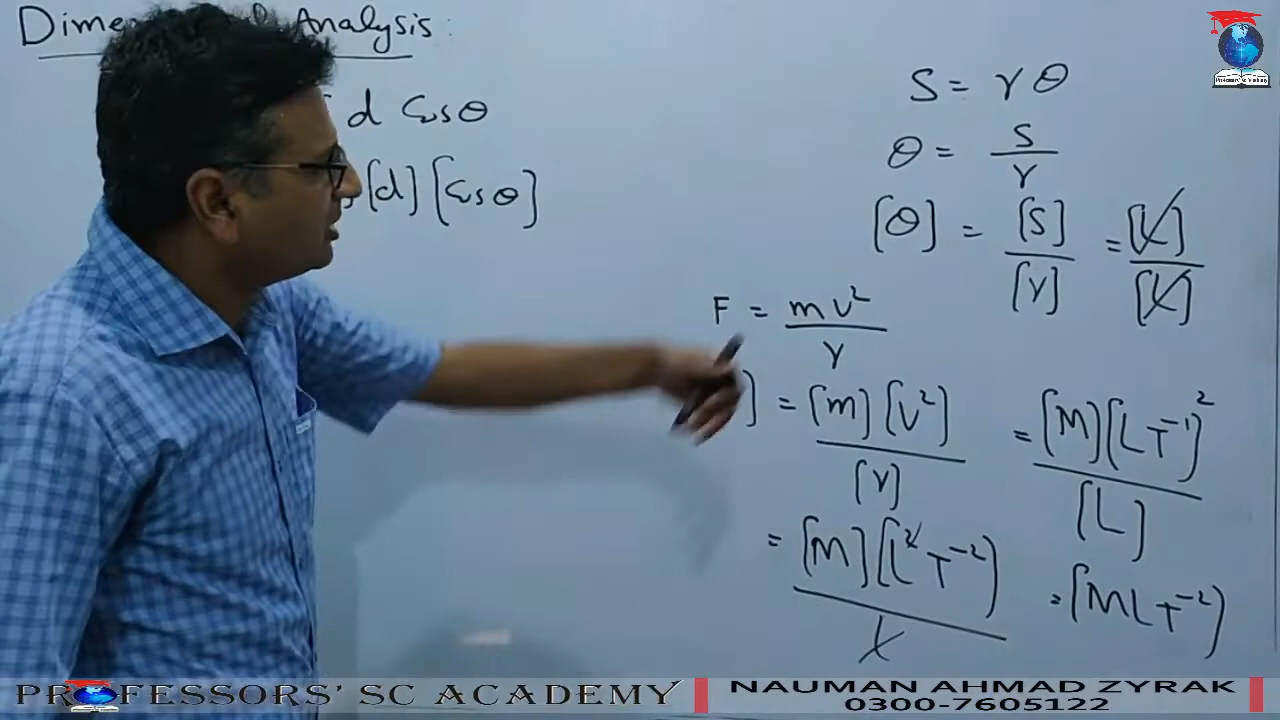 Analysis
d Cosθ
[d] [Cosθ]
S = rθ
θ = S / r
[θ] = [S] / [r] = [L] / [L]
F = mv² / r
] = [m] [v²] / [r] = [M] [LT⁻¹]² / [L]
= [M] [L²T⁻²] / L = [MLT⁻²]
PROFESSORS' SC ACADEMY
NAUMAN AHMAD ZYRAK
0300-7605122